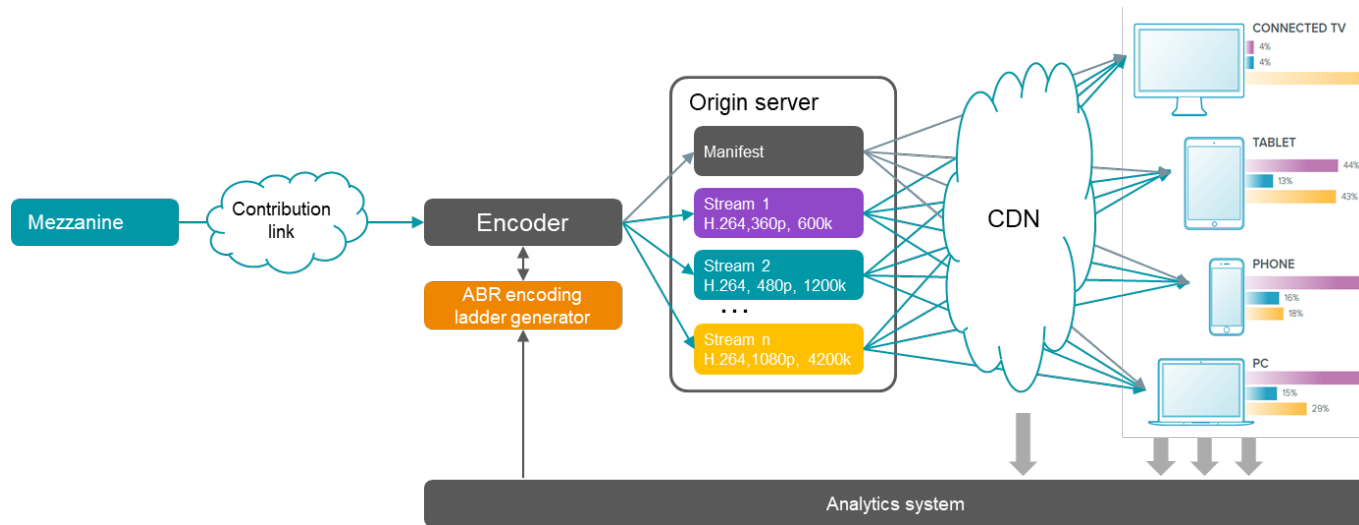 Mezzanine
Contribution
link
Encoder
ABR encoding
ladder generator
Origin server
Manifest
Stream 1
H.264,360p, 600k
Stream 2
H.264, 480p, 1200k
...
Stream n
H.264,1080p, 4200k
CDN
CONNECTED TV
4%
4%
TABLET
44%
13%
43%
PHONE
16%
18%
PC
15%
29%
Analytics system